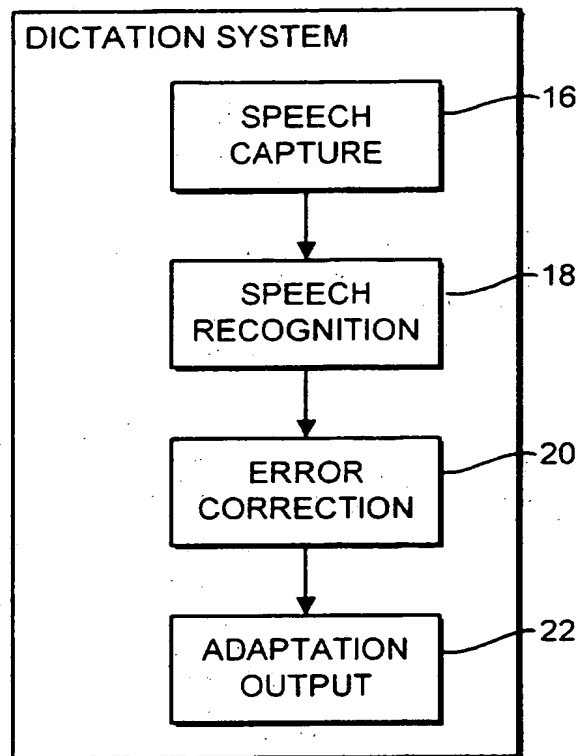 DICTATION SYSTEM
SPEECH
CAPTURE
16
SPEECH
RECOGNITION
18
ERROR
CORRECTION
20
ADAPTATION
OUTPUT
22